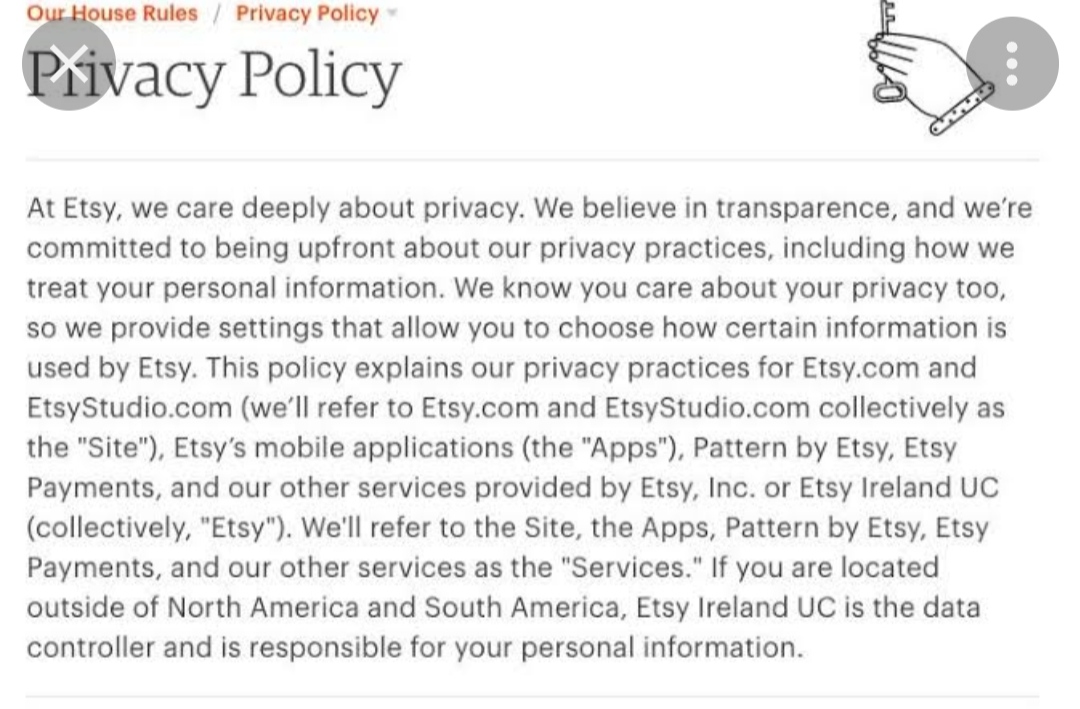 Our House Rules / Privacy Policy
Privacy Policy
At Etsy, we care deeply about privacy. We believe in transparence, and we’re
committed to being upfront about our privacy practices, including how we
treat your personal information. We know you care about your privacy too,
so we provide settings that allow you to choose how certain information is
used by Etsy. This policy explains our privacy practices for Etsy.com and
EtsyStudio.com (we’ll refer to Etsy.com and EtsyStudio.com collectively as
the "Site"), Etsy’s mobile applications (the "Apps"), Pattern by Etsy, Etsy
Payments, and our other services provided by Etsy, Inc. or Etsy Ireland UC
(collectively, "Etsy"). We'll refer to the Site, the Apps, Pattern by Etsy, Etsy
Payments, and our other services as the "Services." If you are located
outside of North America and South America, Etsy Ireland UC is the data
controller and is responsible for your personal information.